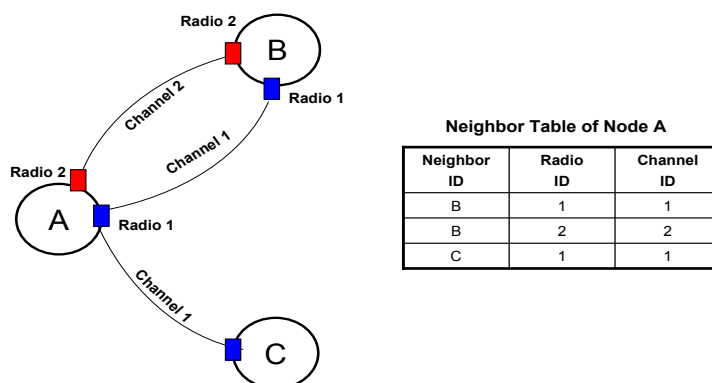 Radio 2
B
Radio 1
Channel 2
Channel 1
Radio 2
A
Radio 1
Channel 1
C
Neighbor Table of Node A
Neighbor ID Radio ID Channel ID
B 1 1
B 2 2
C 1 1